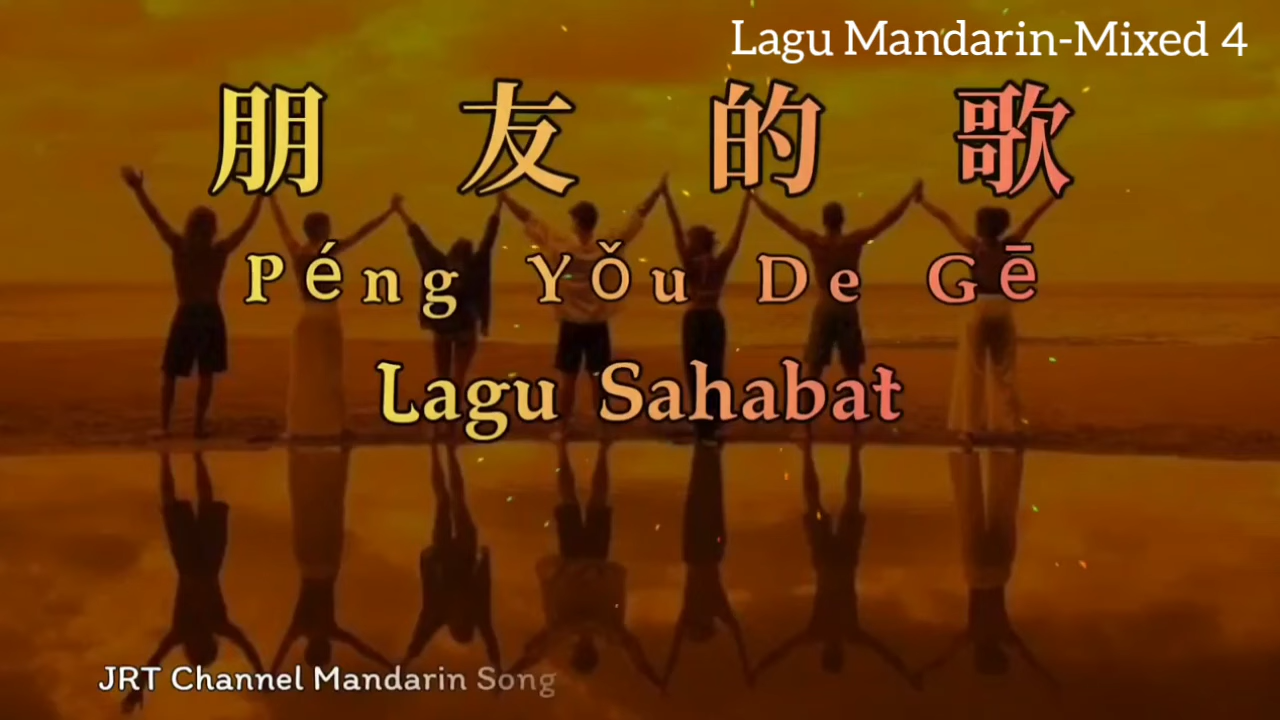 Lagu Mandarin-Mixed 4
朋友的歌
Péng Yǒu De Gē
Lagu Sahabat
JRT Channel Mandarin Song